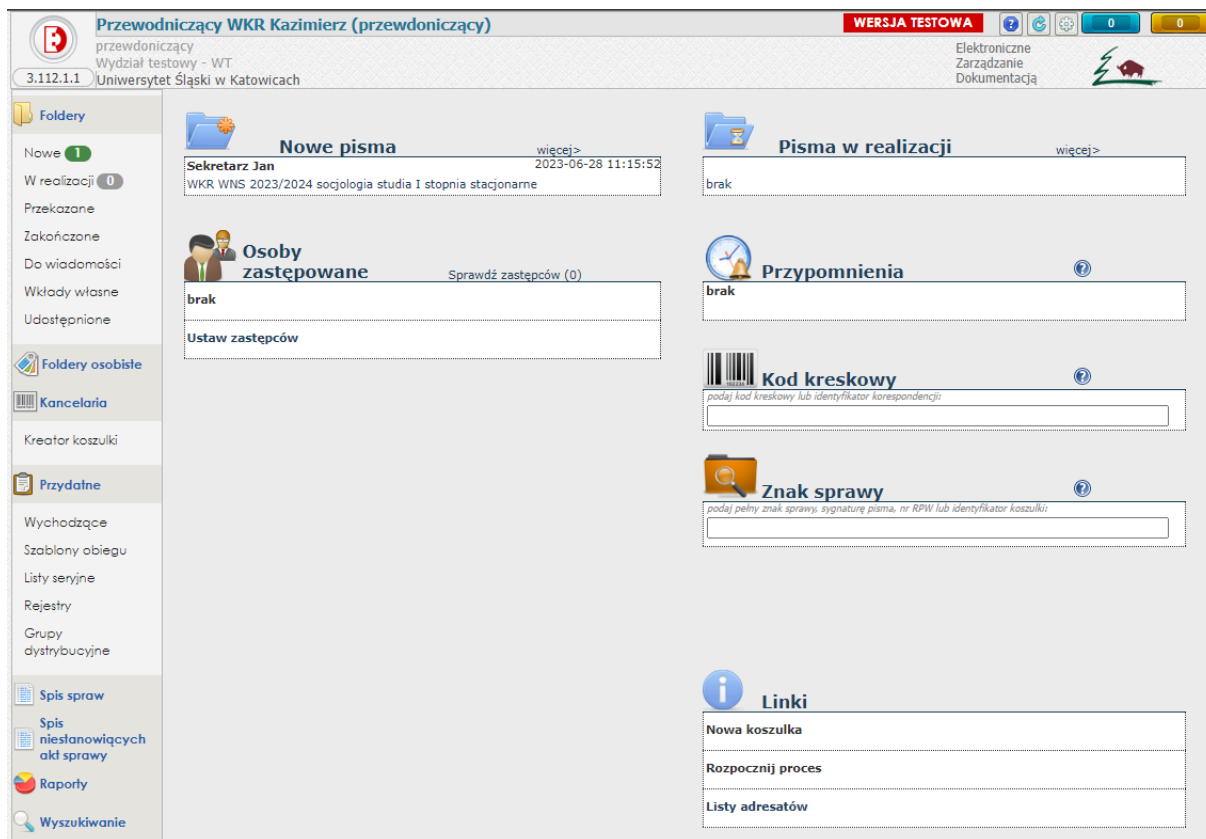 Przewodniczący WKR Kazimierz (przewdoniczący)
WERSJA TESTOWA
0
0
przewdoniczący
Wydział testowy - WT
Uniwersytet Śląski w Katowicach
3.112.1.1
Elektroniczne
Zarządzanie
Dokumentacją
Foldery
Nowe 1
W realizacji 0
Przekazane
Zakończone
Do wiadomości
Wkłady własne
Udostępnione
Foldery osobiste
Kancelaria
Kreator koszulki
Przydatne
Wychodzące
Szablony obiegu
Listy seryjne
Rejestry
Grupy
dystrybucyjne
Spis spraw
Spis
niestanowiących
akt sprawy
Raporty
Wyszukiwanie
Nowe pisma więcej>
Sekretarz Jan 2023-06-28 11:15:52
WKR WNS 2023/2024 socjologia studia I stopnia stacjonarne
Osoby
zastępowane Sprawdź zastępców (0)
brak
Ustaw zastępców
Pisma w realizacji więcej>
brak
Przypomnienia
brak
Kod kreskowy
podaj kod kreskowy lub identyfikator korespondencji:
Znak sprawy
podaj pełny znak sprawy, sygnaturę pisma, nr RPW lub identyfikator koszulki:
Linki
Nowa koszulka
Rozpocznij proces
Listy adresatów